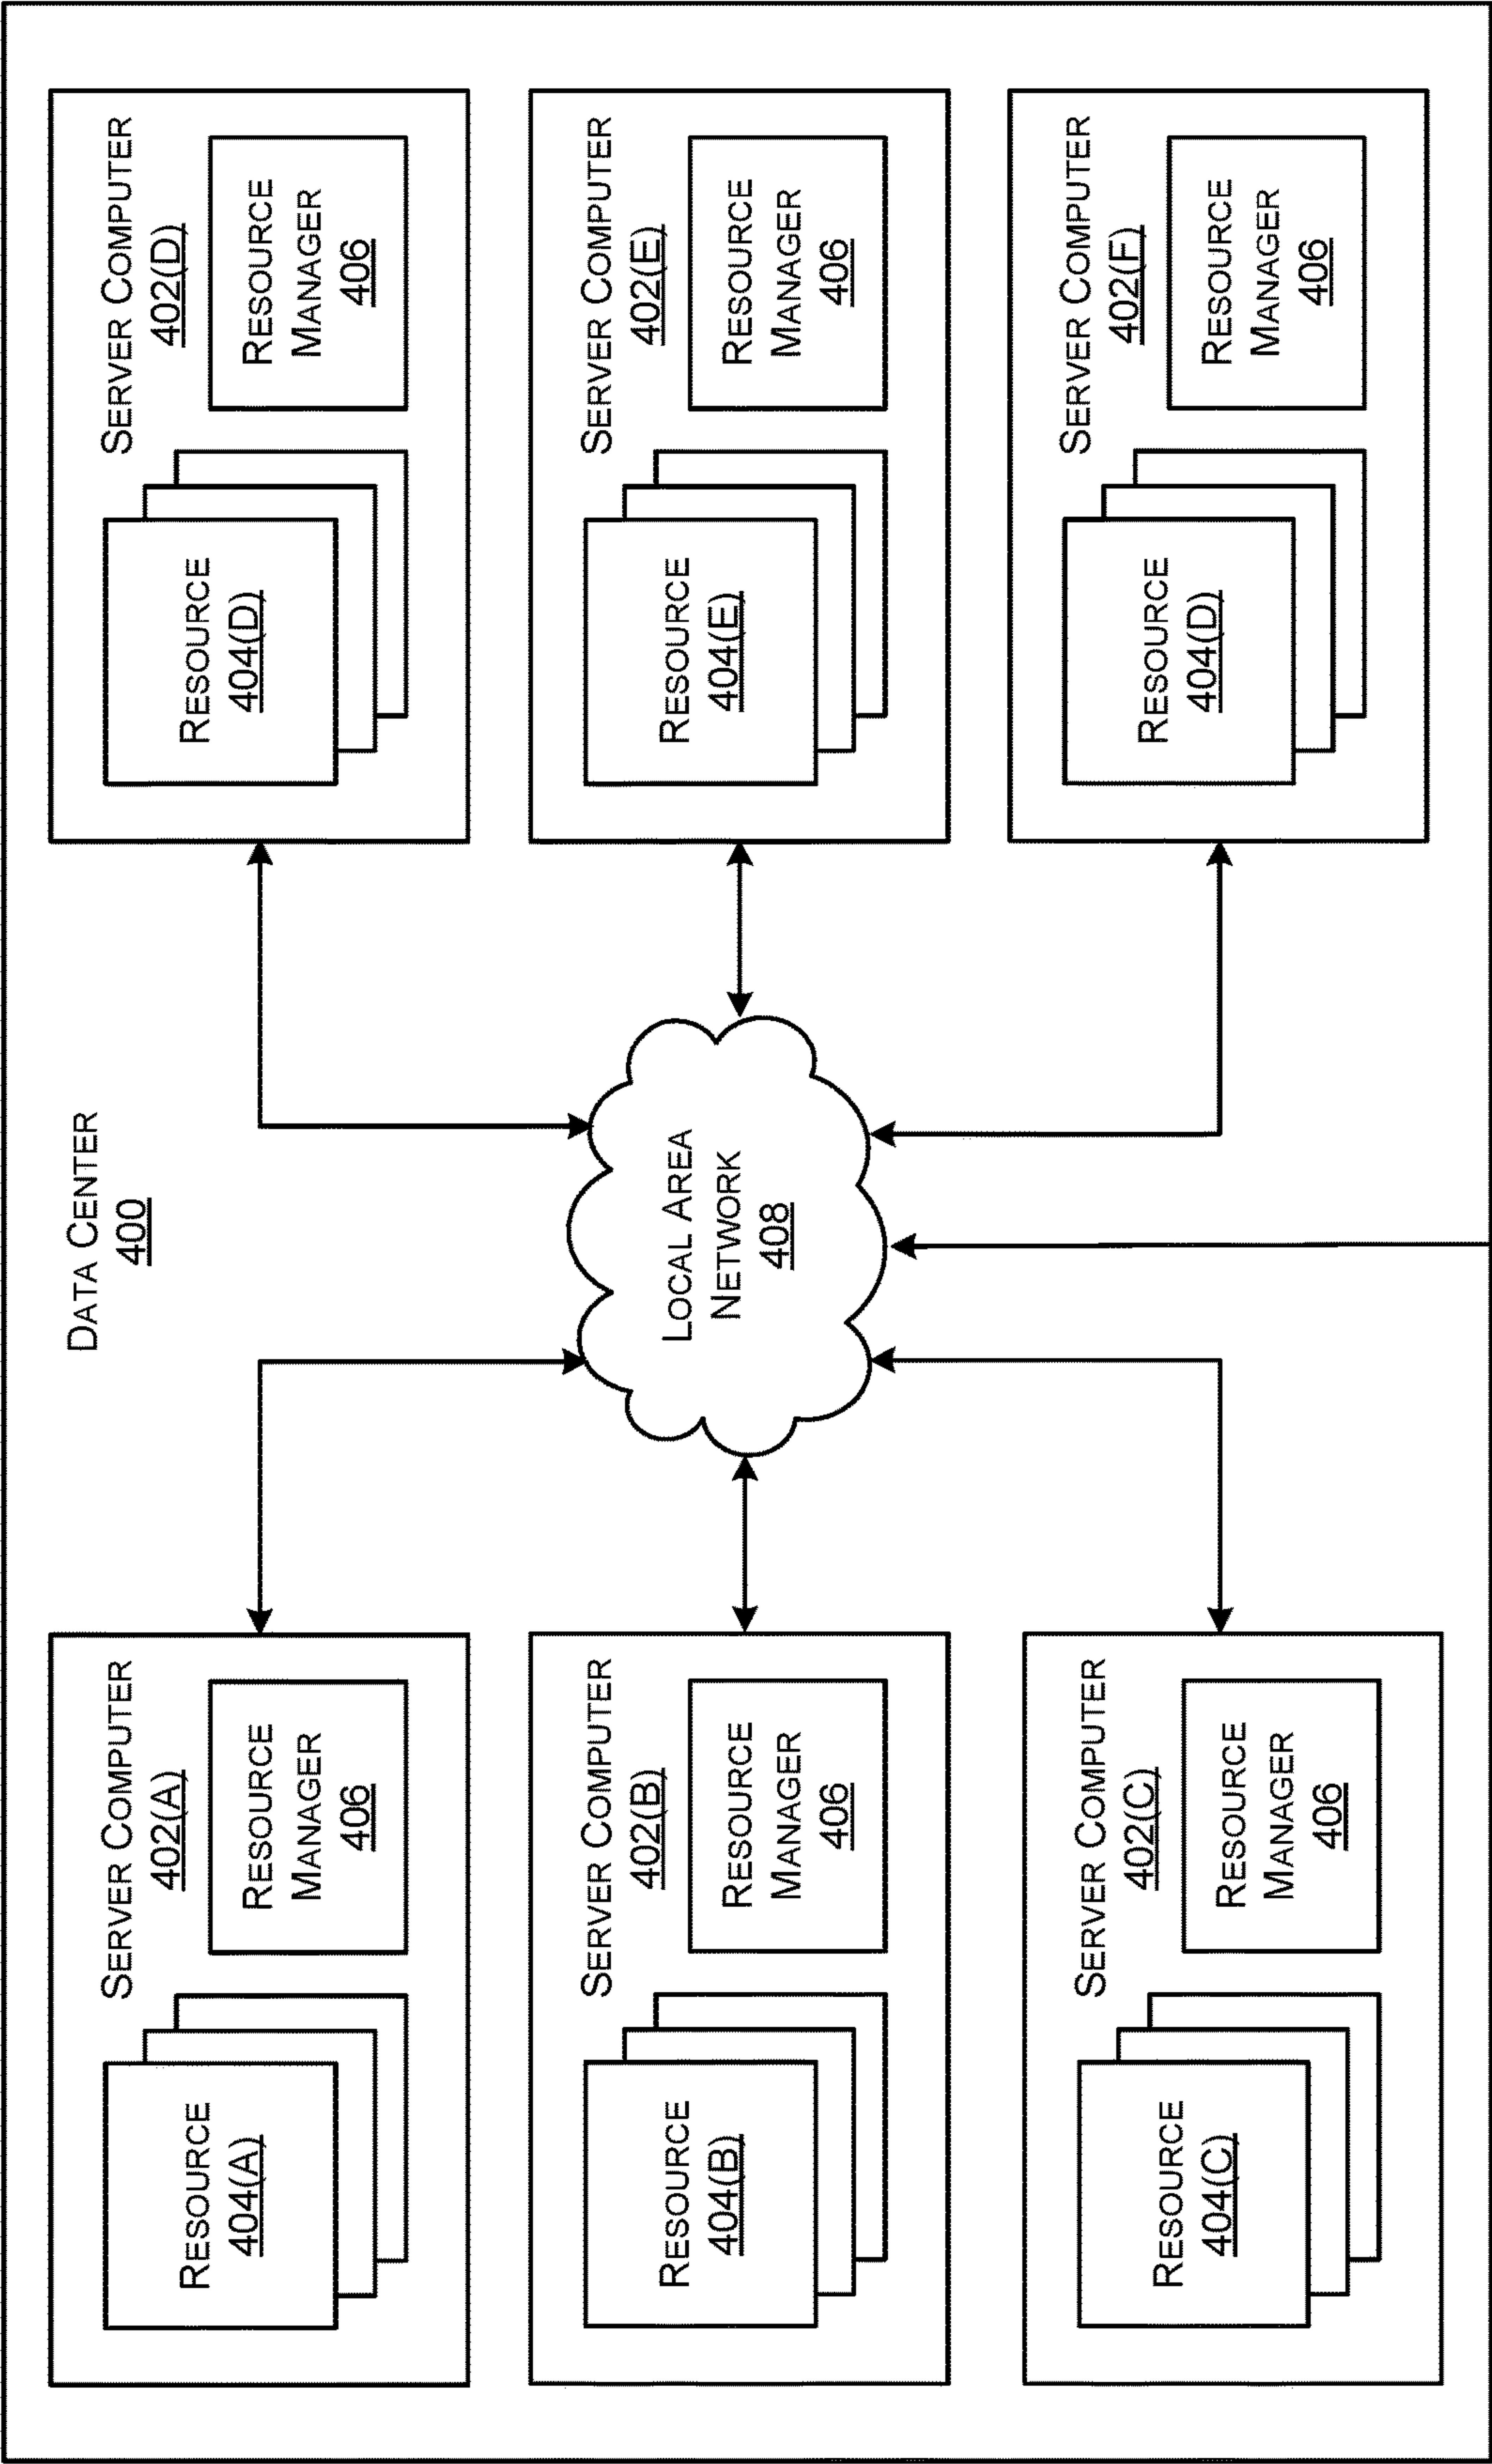 DATA CENTER
400
SERVER COMPUTER
402(A)
RESOURCE
404(A)
RESOURCE
MANAGER
406
SERVER COMPUTER
402(D)
RESOURCE
404(D)
RESOURCE
MANAGER
406
SERVER COMPUTER
402(B)
RESOURCE
404(B)
RESOURCE
MANAGER
406
LOCAL AREA
NETWORK
408
SERVER COMPUTER
402(E)
RESOURCE
404(E)
RESOURCE
MANAGER
406
SERVER COMPUTER
402(C)
RESOURCE
404(C)
RESOURCE
MANAGER
406
SERVER COMPUTER
402(F)
RESOURCE
404(D)
RESOURCE
MANAGER
406